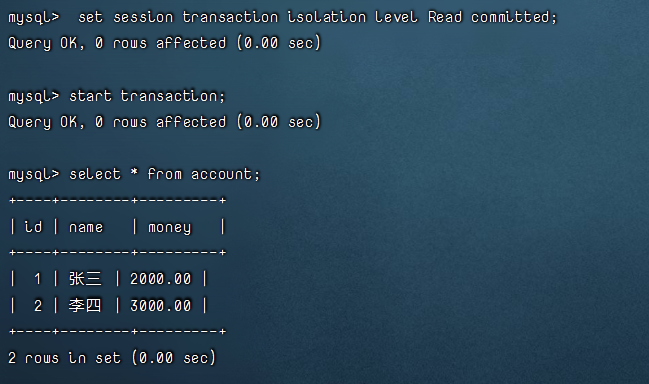 mysql>  set session transaction isolation level Read committed;
Query OK, 0 rows affected (0.00 sec)
mysql> start transaction;
Query OK, 0 rows affected (0.00 sec)
mysql> select * from account;
+----+--------+---------+
| id | name   | money   |
+----+--------+---------+
|  1 | 张三 | 2000.00 |
|  2 | 李四 | 3000.00 |
+----+--------+---------+
2 rows in set (0.00 sec)